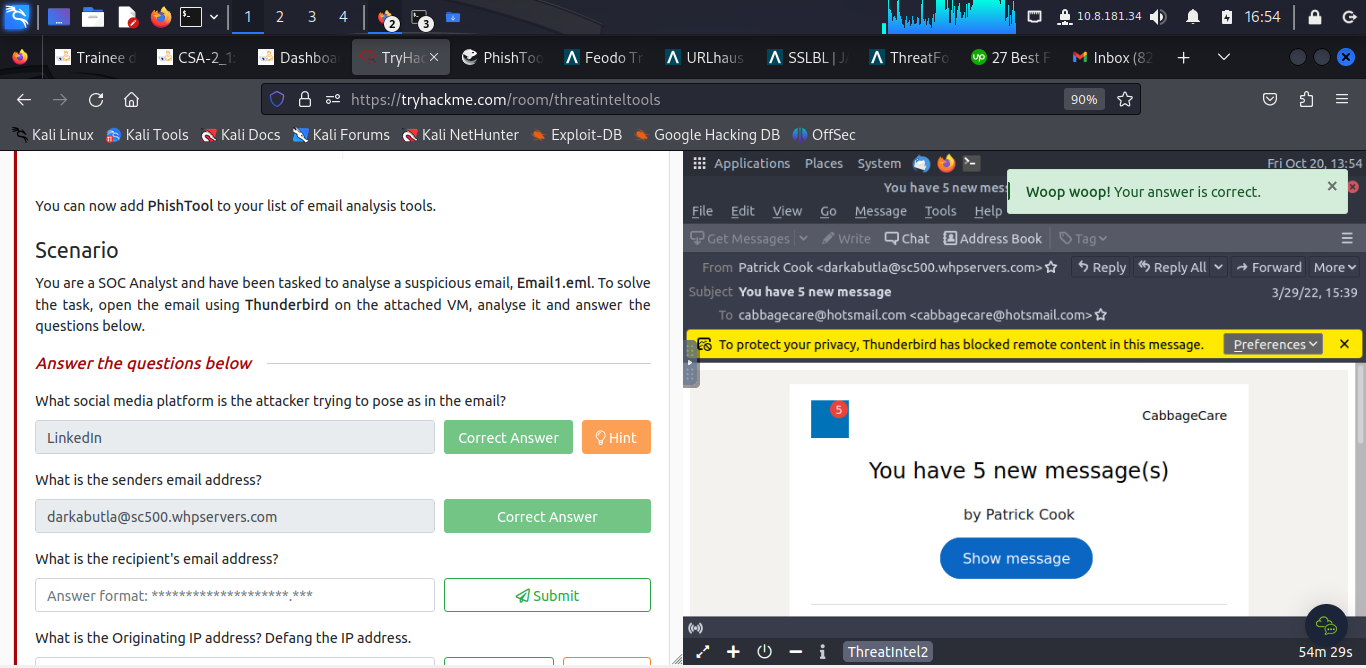 1 2 3 4 2 3 10.8.181.34 16:54
Trainee d CSA-2_1 Dashboa TryHac PhishToo Feodo Tr URLhaus SSLBL | J ThreatFo 27 Best F Inbox (82
https://tryhackme.com/room/threatinteltools 90%
Kali Linux Kali Tools Kali Docs Kali Forums Kali NetHunter Exploit-DB Google Hacking DB OffSec
You can now add PhishTool to your list of email analysis tools.
Scenario
You are a SOC Analyst and have been tasked to analyse a suspicious email, Email1.eml. To solve
the task, open the email using Thunderbird on the attached VM, analyse it and answer the
questions below.
Answer the questions below
What social media platform is the attacker trying to pose as in the email?
LinkedIn Correct Answer Hint
What is the senders email address?
darkabutla@sc500.whpservers.com Correct Answer
What is the recipient's email address?
Answer format: ********************.*** Submit
What is the Originating IP address? Defang the IP address.
Applications Places System Fri Oct 20, 13:54
You have 5 new mess
Woop woop! Your answer is correct.
File Edit View Go Message Tools Help
Get Messages Write Chat Address Book Tag
From Patrick Cook <darkabutla@sc500.whpservers.com> Reply Reply All Forward More
Subject You have 5 new message 3/29/22, 15:39
To cabbagecare@hotsmail.com <cabbagecare@hotsmail.com>
To protect your privacy, Thunderbird has blocked remote content in this message. Preferences
5 CabbageCare
You have 5 new message(s)
by Patrick Cook
Show message
ThreatIntel2 54m 29s